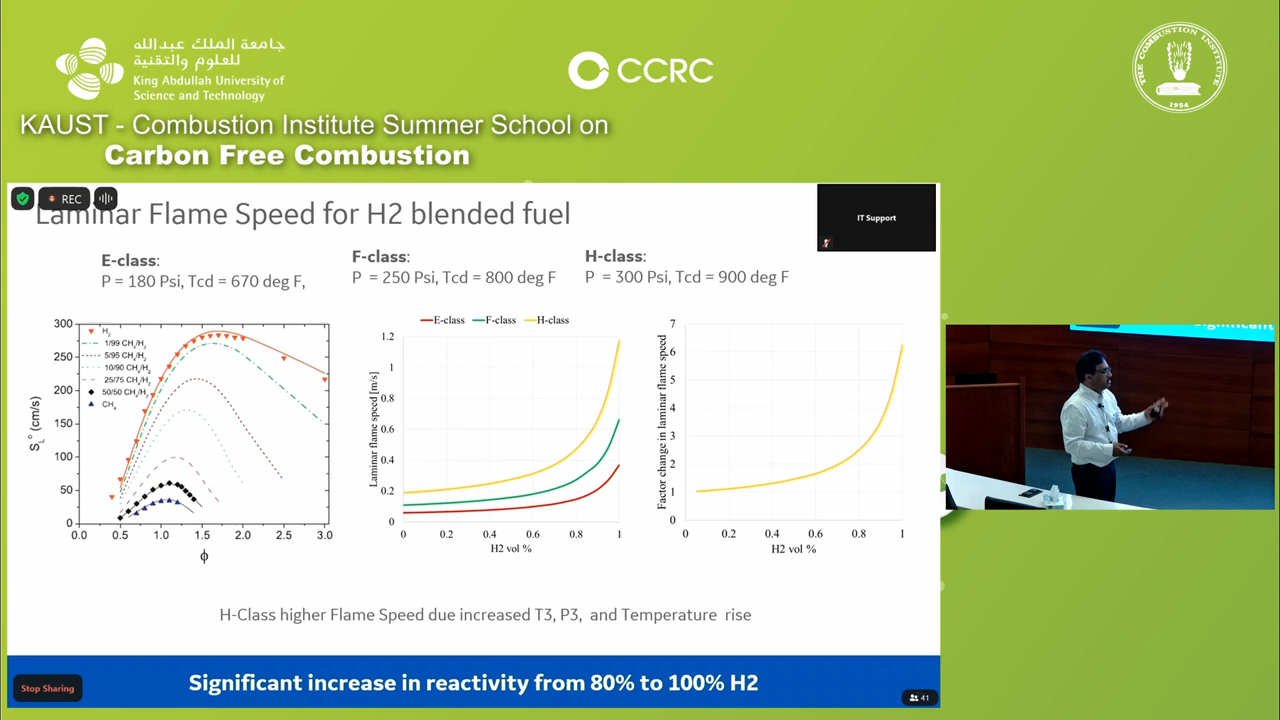 جامعة الملك عبدالله
للعلوم والتقنية
King Abdullah University of
Science and Technology
CCRC
THE COMBUSTION INSTITUTE
1954
KAUST - Combustion Institute Summer School on
Carbon Free Combustion
REC
Laminar Flame Speed for H2 blended fuel
IT Support
E-class:
P = 180 Psi, Tcd = 670 deg F,
F-class:
P = 250 Psi, Tcd = 800 deg F
H-class:
P = 300 Psi, Tcd = 900 deg F
300
250
200
150
100
50
0
S_L° (cm/s)
H₂
1/99 CH₄/H₂
5/95 CH₄/H₂
10/90 CH₄/H₂
25/75 CH₄/H₂
50/50 CH₄/H₂
CH₄
0.0 0.5 1.0 1.5 2.0 2.5 3.0
ϕ
E-class F-class H-class
1.2
1
0.8
0.6
0.4
0.2
0
Laminar flame speed [m/s]
0 0.2 0.4 0.6 0.8 1
H2 vol %
7
6
5
4
3
2
1
0
Factor change in laminar flame speed
0 0.2 0.4 0.6 0.8 1
H2 vol %
H-Class higher Flame Speed due increased T3, P3, and Temperature rise
Significant increase in reactivity from 80% to 100% H2
Stop Sharing
41
Significant